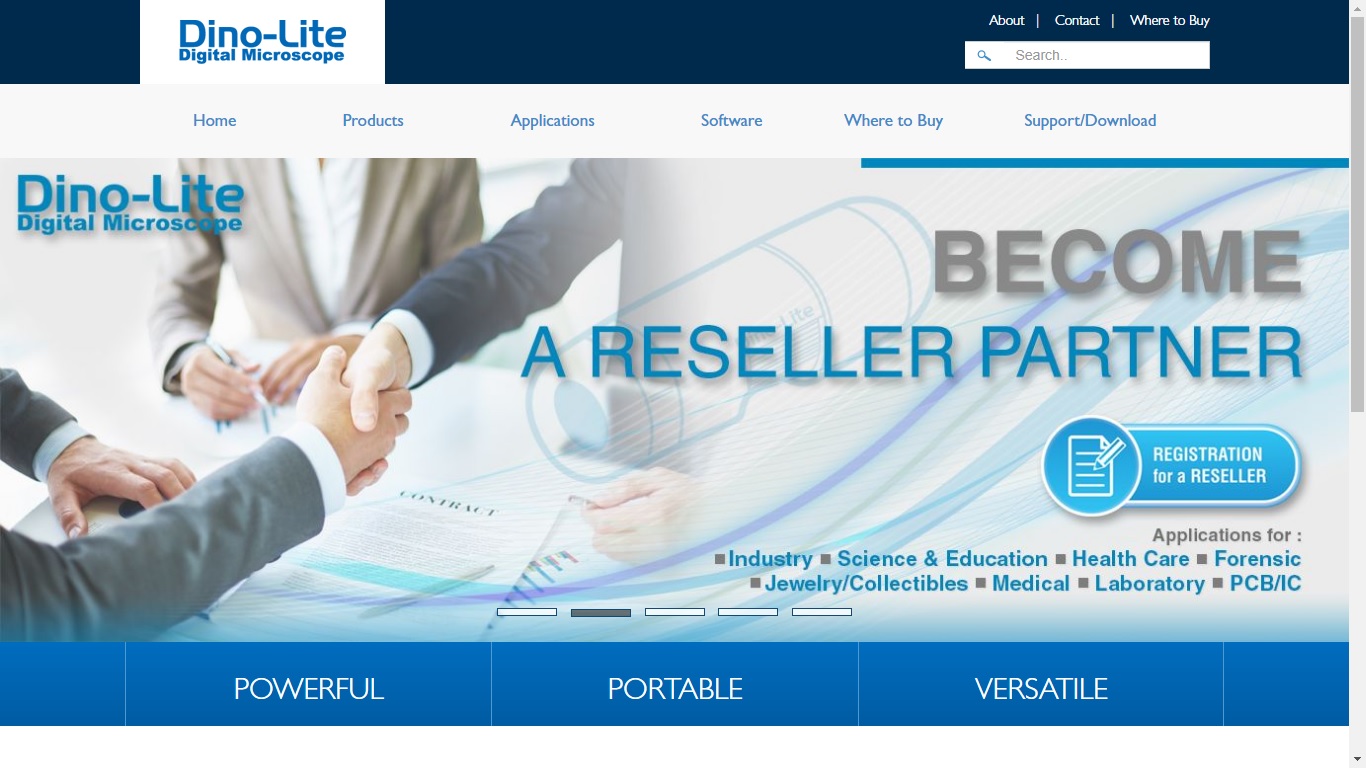 Dino-Lite
Digital Microscope
About | Contact | Where to Buy
Search..
Home Products Applications Software Where to Buy Support/Download
Dino-Lite
Digital Microscope
BECOME
A RESELLER PARTNER
CONTRACT
REGISTRATION
for a RESELLER
Applications for :
■ Industry ■ Science & Education ■ Health Care ■ Forensic
■ Jewelry/Collectibles ■ Medical ■ Laboratory ■ PCB/IC
POWERFUL PORTABLE VERSATILE